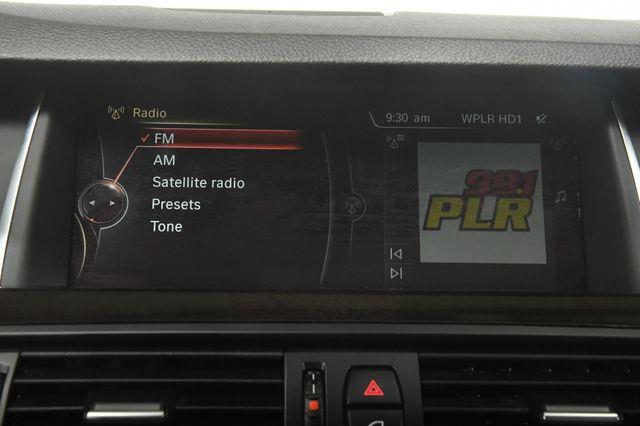 Radio
9:30 am
WPLR HD1
FM
AM
Satellite radio
Presets
Tone
99.1
PLR